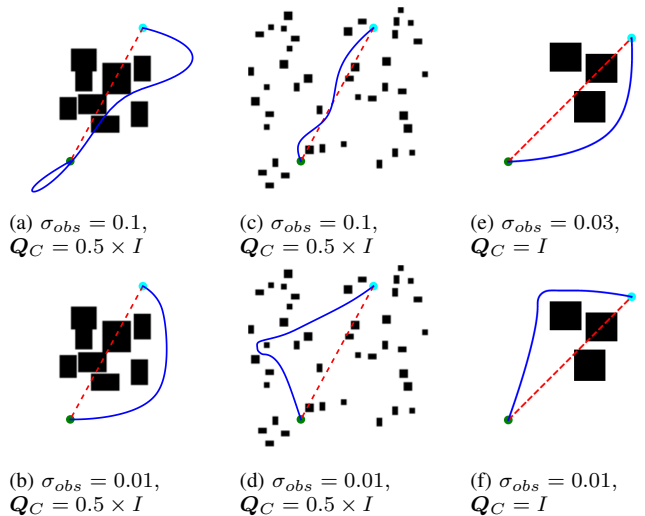 (a) σ_obs = 0.1,
Q_C = 0.5 × I
(c) σ_obs = 0.1,
Q_C = 0.5 × I
(e) σ_obs = 0.03,
Q_C = I
(b) σ_obs = 0.01,
Q_C = 0.5 × I
(d) σ_obs = 0.01,
Q_C = 0.5 × I
(f) σ_obs = 0.01,
Q_C = I